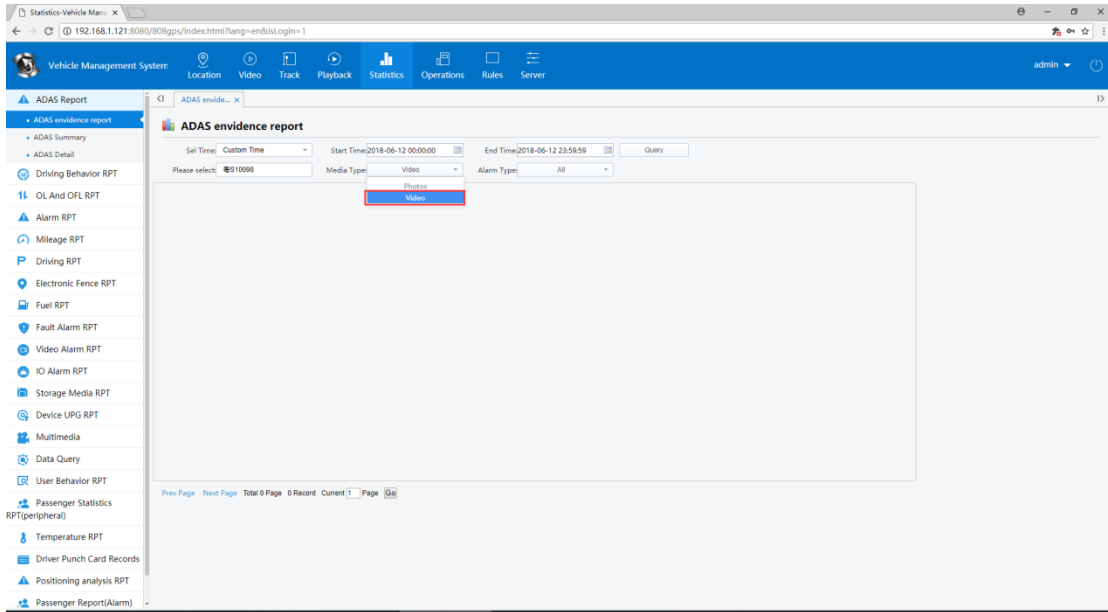 Statistics-Vehicle Mana
192.168.1.121:8080/808gps/index.html?lang=en&isLogin=1
Vehicle Management System
Location Video Track Playback Statistics Operations Rules Server
admin
ADAS Report
ADAS envide...
ADAS envidence report
ADAS Summary
ADAS Detail
Driving Behavior RPT
OL And OFL RPT
Alarm RPT
Mileage RPT
Driving RPT
Electronic Fence RPT
Fuel RPT
Fault Alarm RPT
Video Alarm RPT
IO Alarm RPT
Storage Media RPT
Device UPG RPT
Multimedia
Data Query
User Behavior RPT
Passenger Statistics
RPT(peripheral)
Temperature RPT
Driver Punch Card Records
Positioning analysis RPT
Passenger Report(Alarm)
ADAS envidence report
Sel Time: Custom Time Start Time: 2018-06-12 00:00:00 End Time: 2018-06-12 23:59:59 Query
Please select: 粤S10098 Media Type: Video Alarm Type: All
Photos
Video
Prev Page Next Page Total 0 Page 0 Record Current 1 Page Go